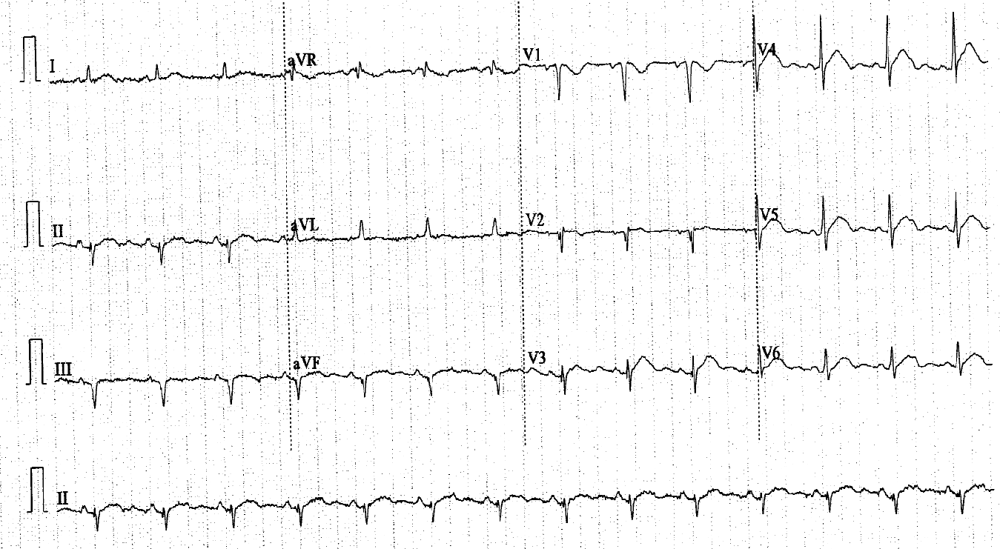 I aVR V1 V4
II aVL V2 V5
III aVF V3 V6
II